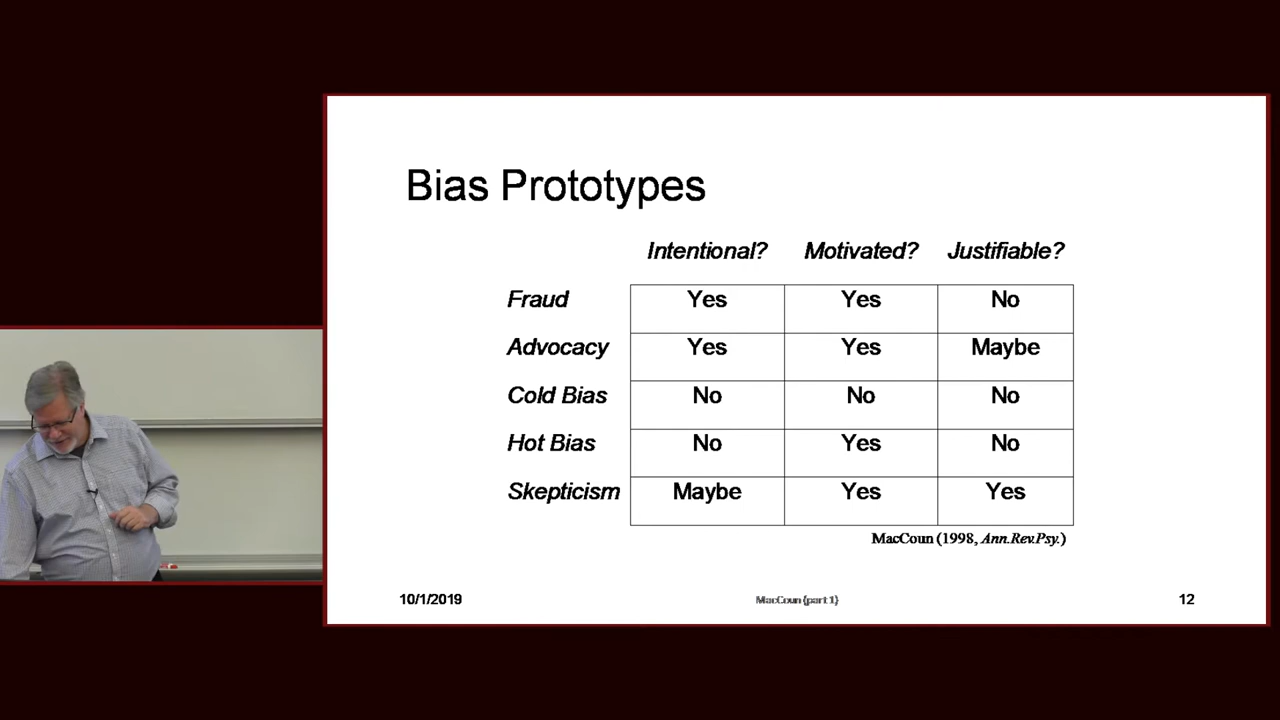 Bias Prototypes
Intentional? Motivated? Justifiable?
Fraud Yes Yes No
Advocacy Yes Yes Maybe
Cold Bias No No No
Hot Bias No Yes No
Skepticism Maybe Yes Yes
MacCoun (1998, Ann.Rev.Psy.)
10/1/2019 MacCoun (part 1) 12